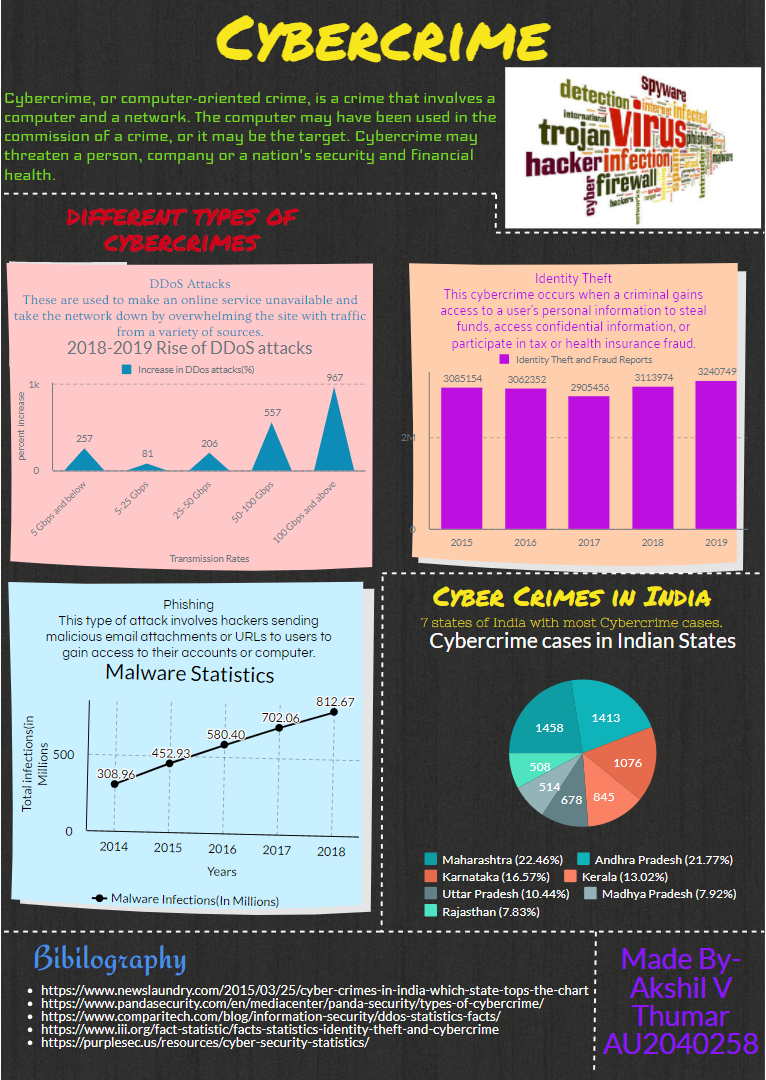 Cybercrime
Cybercrime, or computer-oriented crime, is a crime that involves a
computer and a network. The computer may have been used in the
commission of a crime, or it may be the target. Cybercrime may
threaten a person, company or a nation's security and financial
health.
spyware
detection
internet infected
international
trojan virus phishing
malware
hacker infection
cyber firewall
hackers
network
DIFFERENT TYPES OF
CYBERCRIMES
DDoS Attacks
These are used to make an online service unavailable and
take the network down by overwhelming the site with traffic
from a variety of sources.
2018-2019 Rise of DDoS attacks
Increase in DDos attacks(%)
percent increase
1k
0
257
81
206
557
967
5 Gbps and below
5-25 Gbps
25-50 Gbps
50-100 Gbps
100 Gbps and above
Transmission Rates
Identity Theft
This cybercrime occurs when a criminal gains
access to a user's personal information to steal
funds, access confidential information, or
participate in tax or health insurance fraud.
Identity Theft and Fraud Reports
3085154 3062352 2905456 3113974 3240749
2M
0
2015 2016 2017 2018 2019
Phishing
This type of attack involves hackers sending
malicious email attachments or URLs to users to
gain access to their accounts or computer.
Malware Statistics
Total infections(in
Millions
500
0
308.96
452.93
580.40
702.06
812.67
2014 2015 2016 2017 2018
Years
Malware Infections(In Millions)
Cyber Crimes in India
7 states of India with most Cybercrime cases.
Cybercrime cases in Indian States
1458
1413
1076
845
678
514
508
Maharashtra (22.46%) Andhra Pradesh (21.77%)
Karnataka (16.57%) Kerala (13.02%)
Uttar Pradesh (10.44%) Madhya Pradesh (7.92%)
Rajasthan (7.83%)
Bibilography
https://www.newslaundry.com/2015/03/25/cyber-crimes-in-india-which-state-tops-the-chart
https://www.pandasecurity.com/en/mediacenter/panda-security/types-of-cybercrime/
https://www.comparitech.com/blog/information-security/ddos-statistics-facts/
https://www.iii.org/fact-statistic/facts-statistics-identity-theft-and-cybercrime
https://purplesec.us/resources/cyber-security-statistics/
Made By-
Akshil V
Thumar
AU2040258